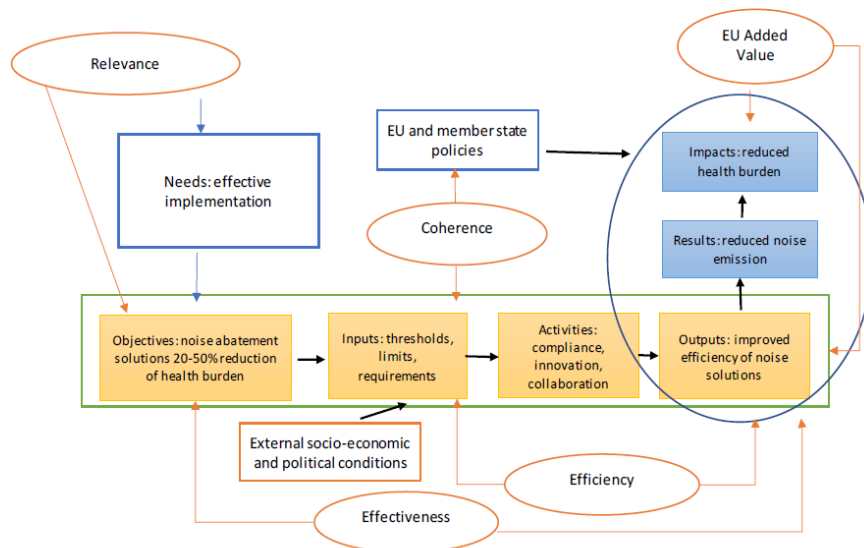 EU Added
Value
Relevance
EU and member state
policies
Impacts: reduced
health burden
Needs: effective
implementation
Coherence
Results: reduced noise
emission
Objectives: noise abatement
solutions 20-50% reduction
of health burden
Inputs: thresholds,
limits,
requirements
Activities:
compliance,
innovation,
collaboration
Outputs: improved
efficiency of noise
solutions
External socio-economic
and political conditions
Efficiency
Effectiveness